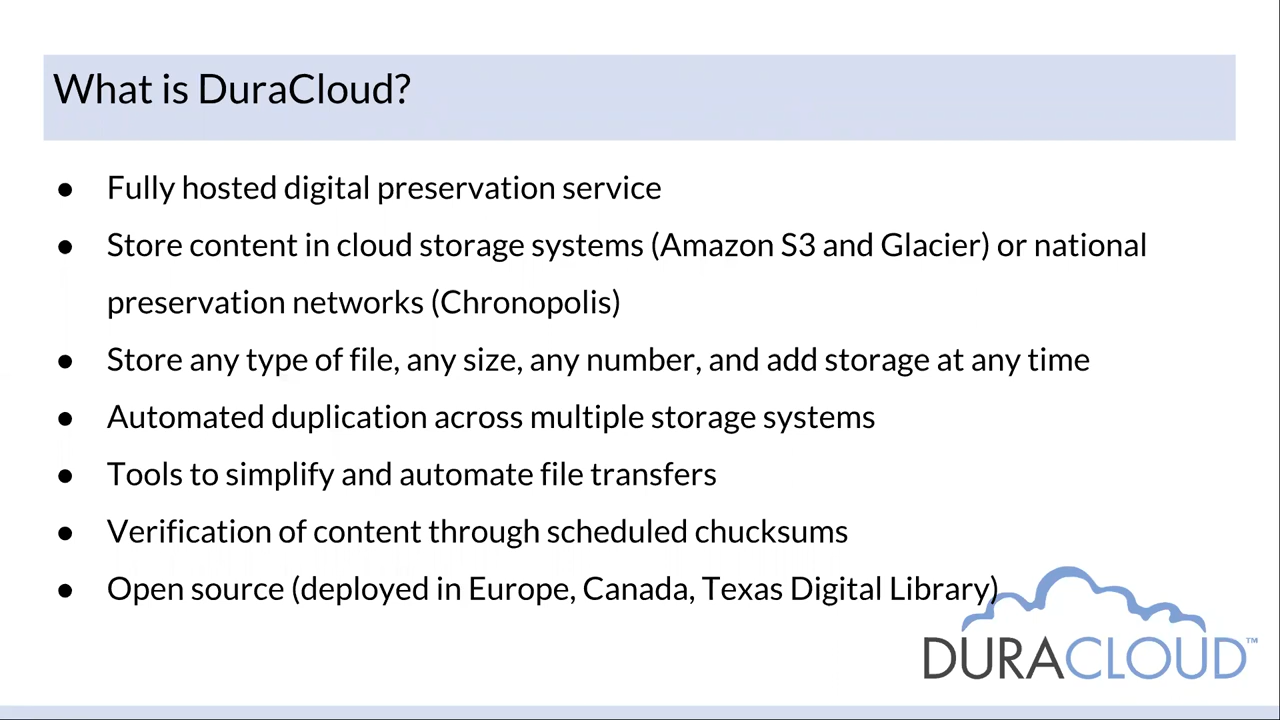 What is DuraCloud?
● Fully hosted digital preservation service
● Store content in cloud storage systems (Amazon S3 and Glacier) or national
preservation networks (Chronopolis)
● Store any type of file, any size, any number, and add storage at any time
● Automated duplication across multiple storage systems
● Tools to simplify and automate file transfers
● Verification of content through scheduled chucksums
● Open source (deployed in Europe, Canada, Texas Digital Library)
DURACLOUD™